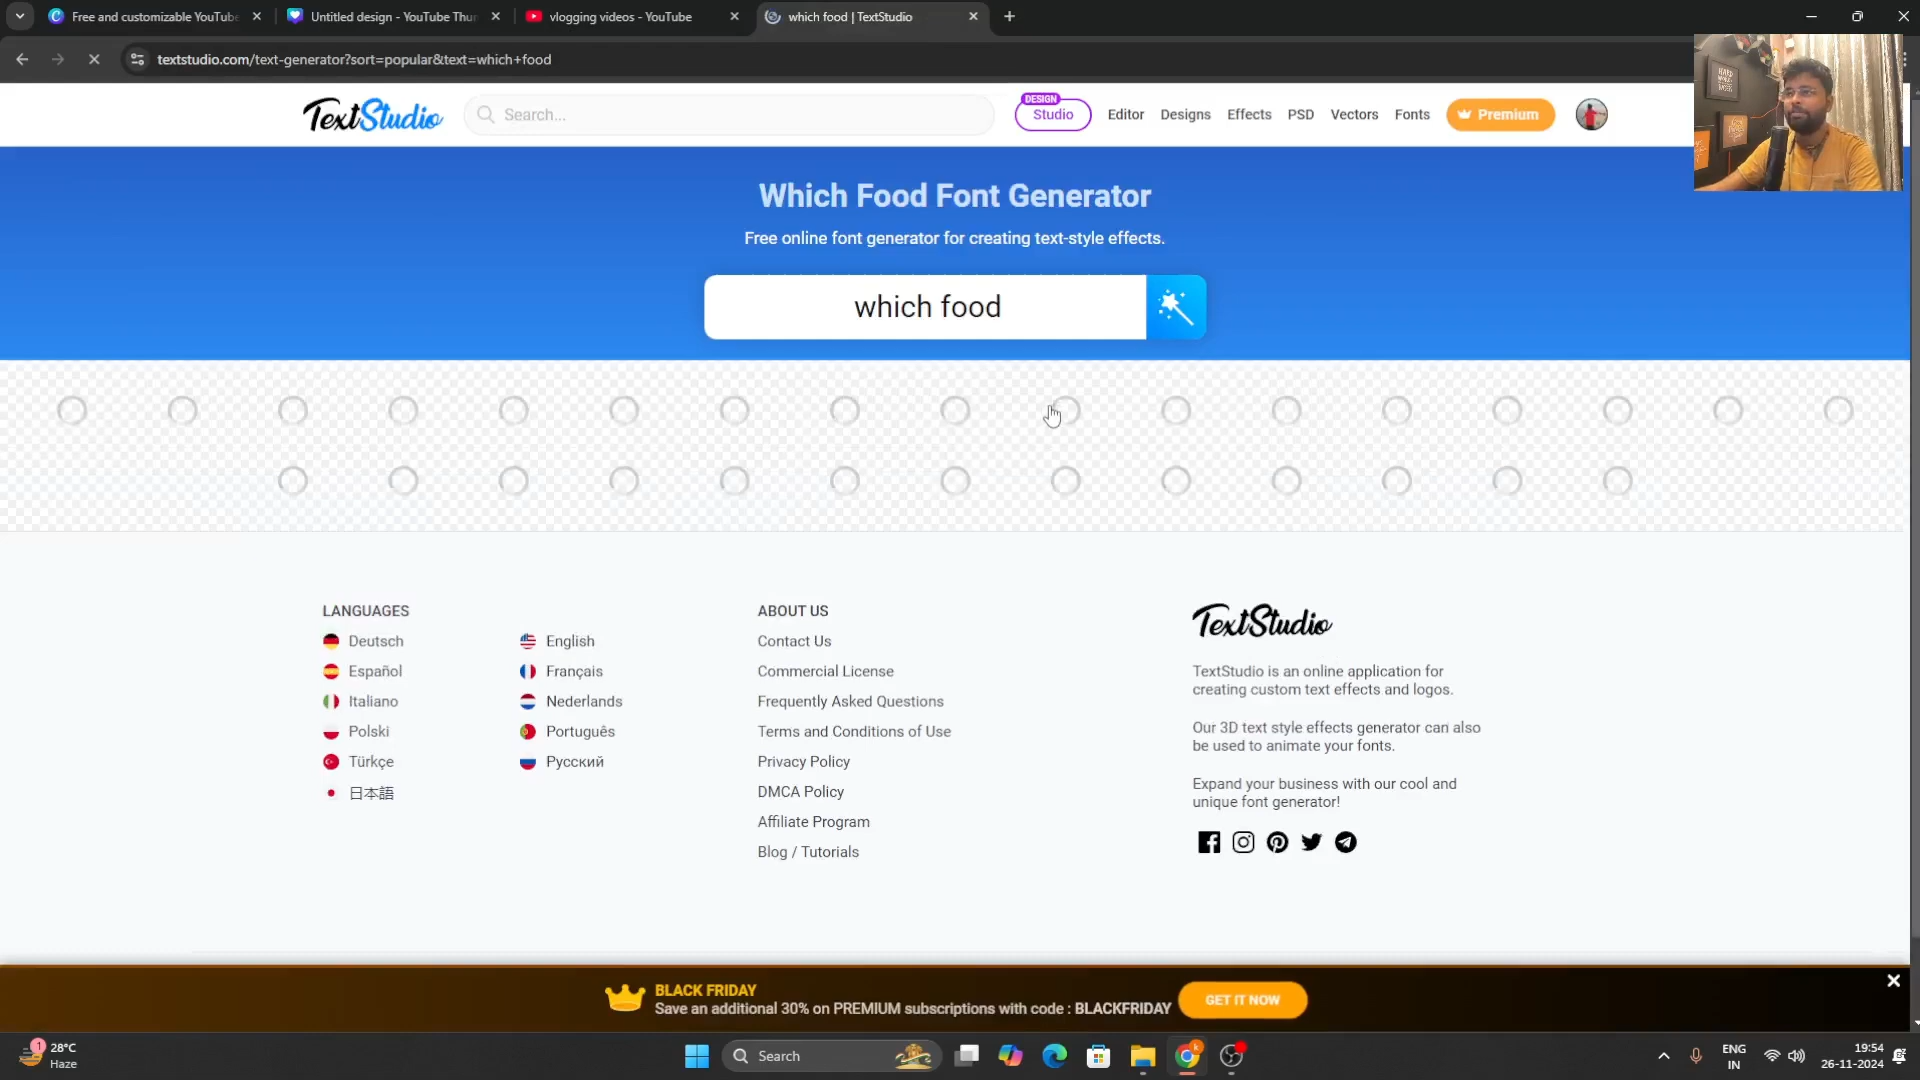 Free and customizable YouTube
Untitled design - YouTube Thu
vlogging videos - YouTube
which food | TextStudio
textstudio.com/text-generator?sort=popular&text=which+food
TextStudio
Search...
DESIGN
Studio
Editor
Designs
Effects
PSD
Vectors
Fonts
Premium
HARD
WORK
Which Food Font Generator
Free online font generator for creating text-style effects.
which food
LANGUAGES
Deutsch
English
Español
Français
Italiano
Nederlands
Polski
Português
Türkçe
Русский
日本語
ABOUT US
Contact Us
Commercial License
Frequently Asked Questions
Terms and Conditions of Use
Privacy Policy
DMCA Policy
Affiliate Program
Blog / Tutorials
TextStudio
TextStudio is an online application for
creating custom text effects and logos.
Our 3D text style effects generator can also
be used to animate your fonts.
Expand your business with our cool and
unique font generator!
BLACK FRIDAY
Save an additional 30% on PREMIUM subscriptions with code : BLACKFRIDAY
GET IT NOW
1
28°C
Haze
Search
ENG
IN
19:54
26-11-2024